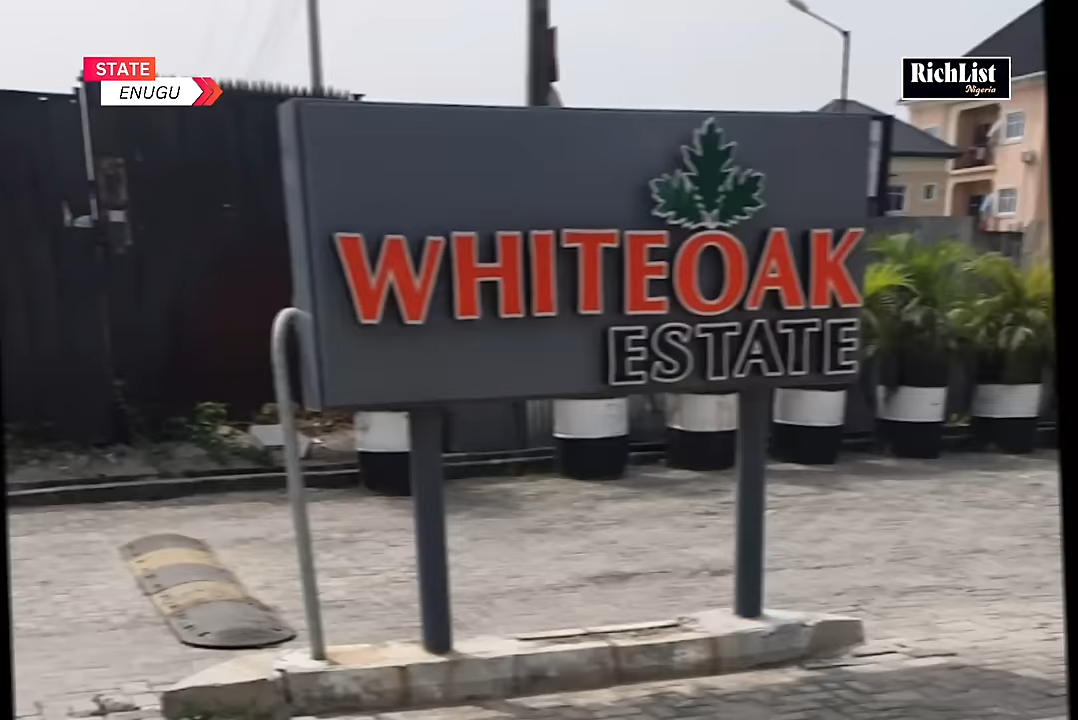 STATE
ENUGU
RICHLIST
Nigeria
WHITEOAK
ESTATE